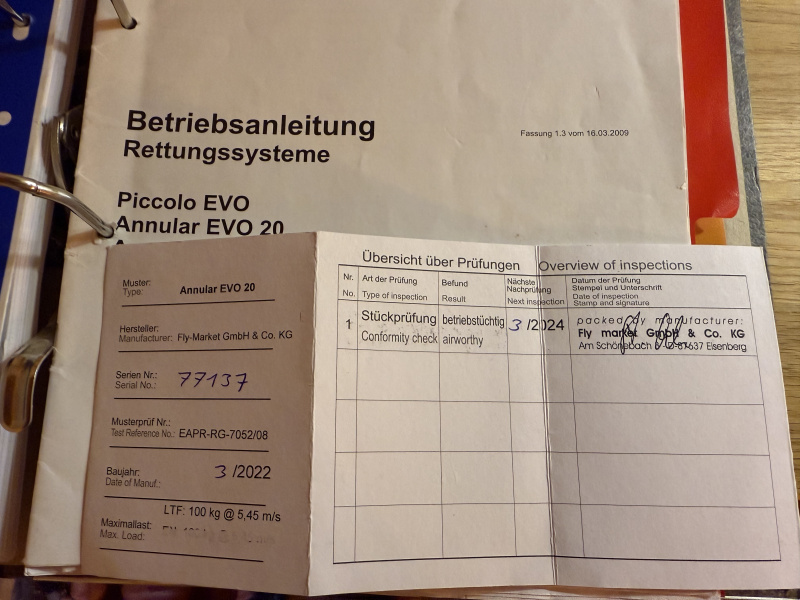 Betriebsanleitung
Rettungssysteme
Fassung 1.3 vom 16.03.2009
Piccolo EVO
Annular EVO 20
Muster:
Type:
Annular EVO 20
Hersteller:
Manufacturer: Fly-Market GmbH & Co. KG
Serien Nr.:
Serial No.:
77137
Musterprüf Nr.:
Test Reference No.: EAPR-RG-7052/08
Baujahr:
Date of Manuf.:
3/2022
LTF: 100 kg @ 5,45 m/s
Maximallast:
Max. Load:
Übersicht über Prüfungen Overview of inspections
Nr.
No.
Art der Prüfung
Type of inspection
Befund
Result
Nächste
Nachprüfung
Next inspection
Datum der Prüfung
Stempel und Unterschrift
Date of inspection
Stamp and signature
1
Stückprüfung
Conformity check
betriebstüchtig
airworthy
3/2024
packed by manufacturer:
Fly market GmbH & Co. KG
Am Schönebach D-87637 Eisenberg